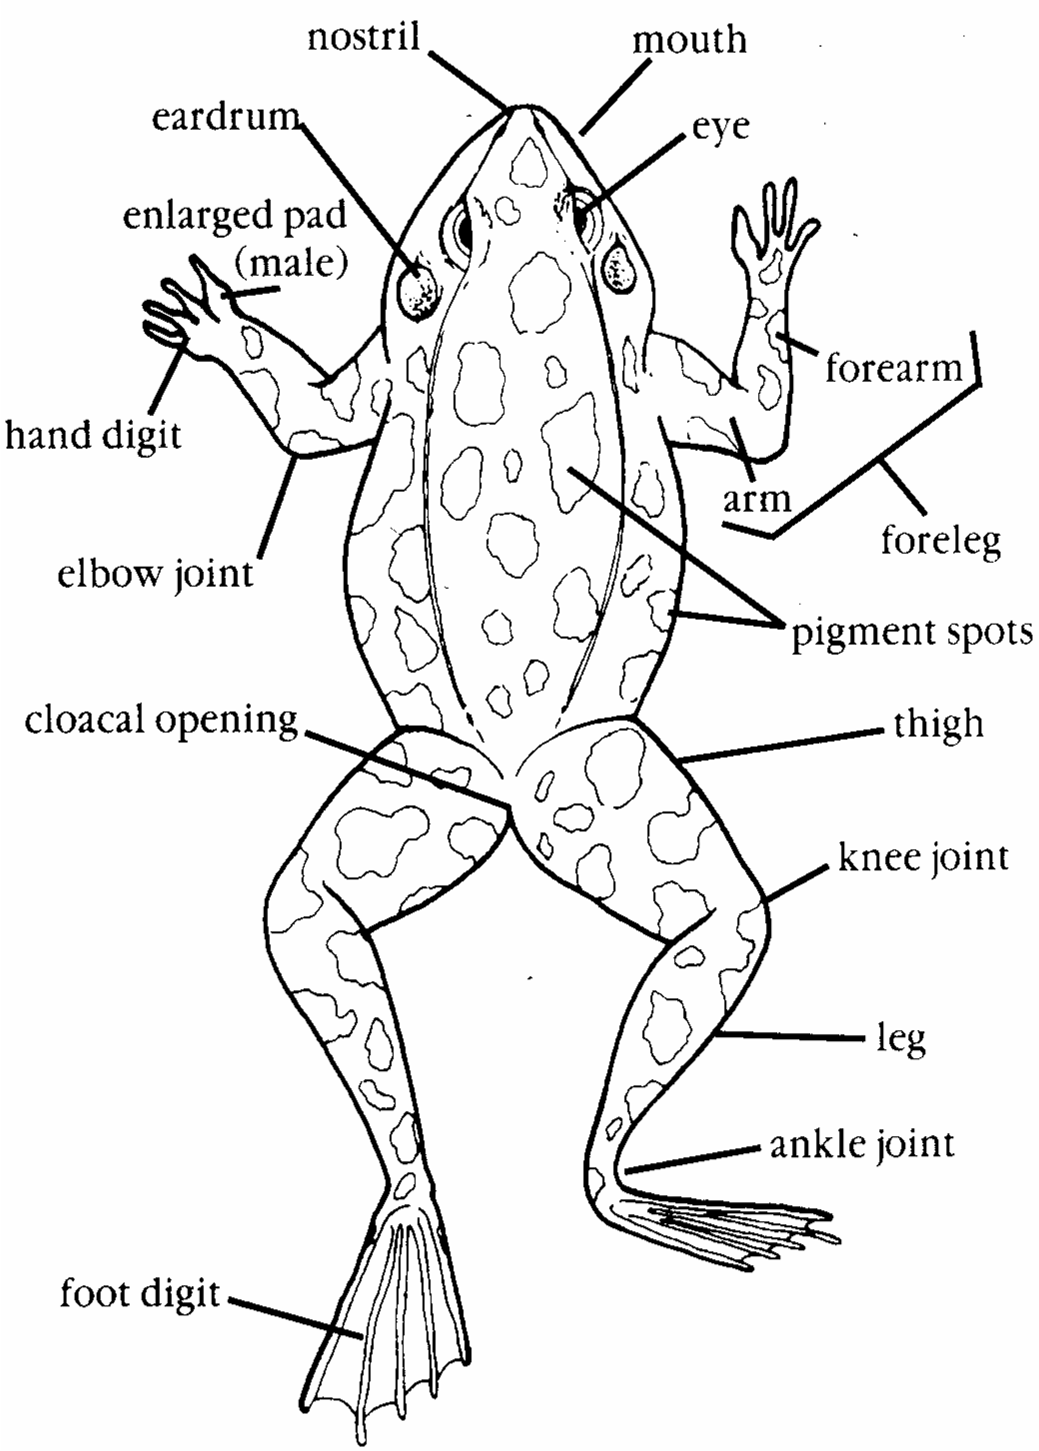 nostril
mouth
eardrum
eye
enlarged pad
(male)
forearm
hand digit
arm
foreleg
elbow joint
pigment spots
cloacal opening
thigh
knee joint
leg
ankle joint
foot digit